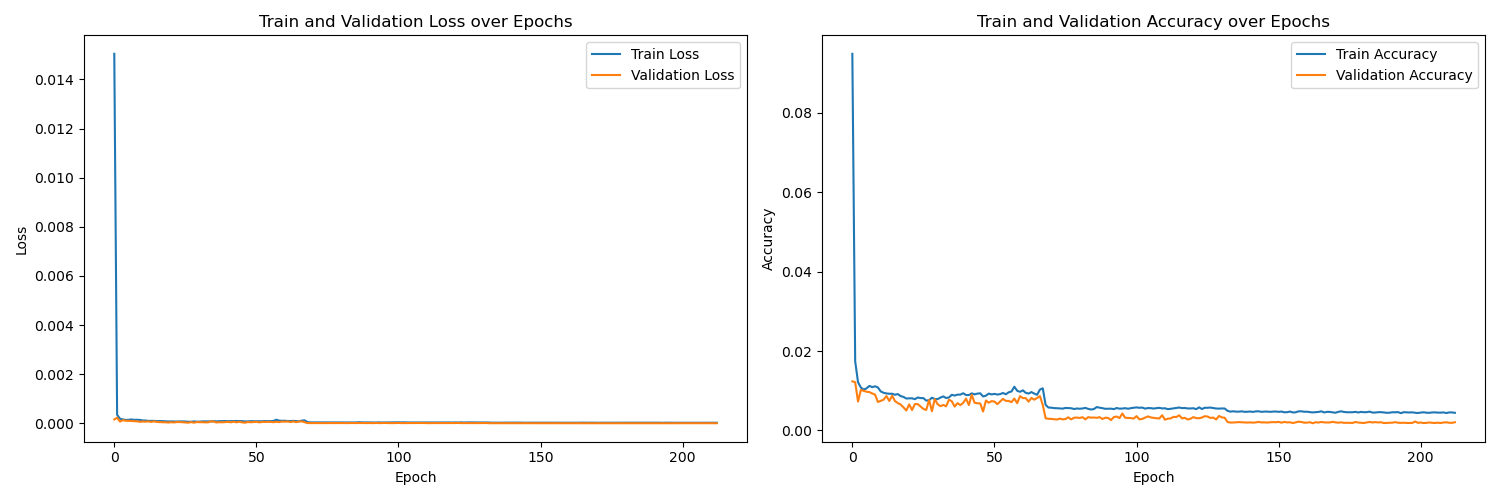 Train and Validation Loss over Epochs
Train Loss
Validation Loss
0.014
0.012
0.010
0.008
0.006
0.004
0.002
0.000
Loss
0
50
100
150
200
Epoch
Train and Validation Accuracy over Epochs
Train Accuracy
Validation Accuracy
0.08
0.06
0.04
0.02
0.00
Accuracy
0
50
100
150
200
Epoch